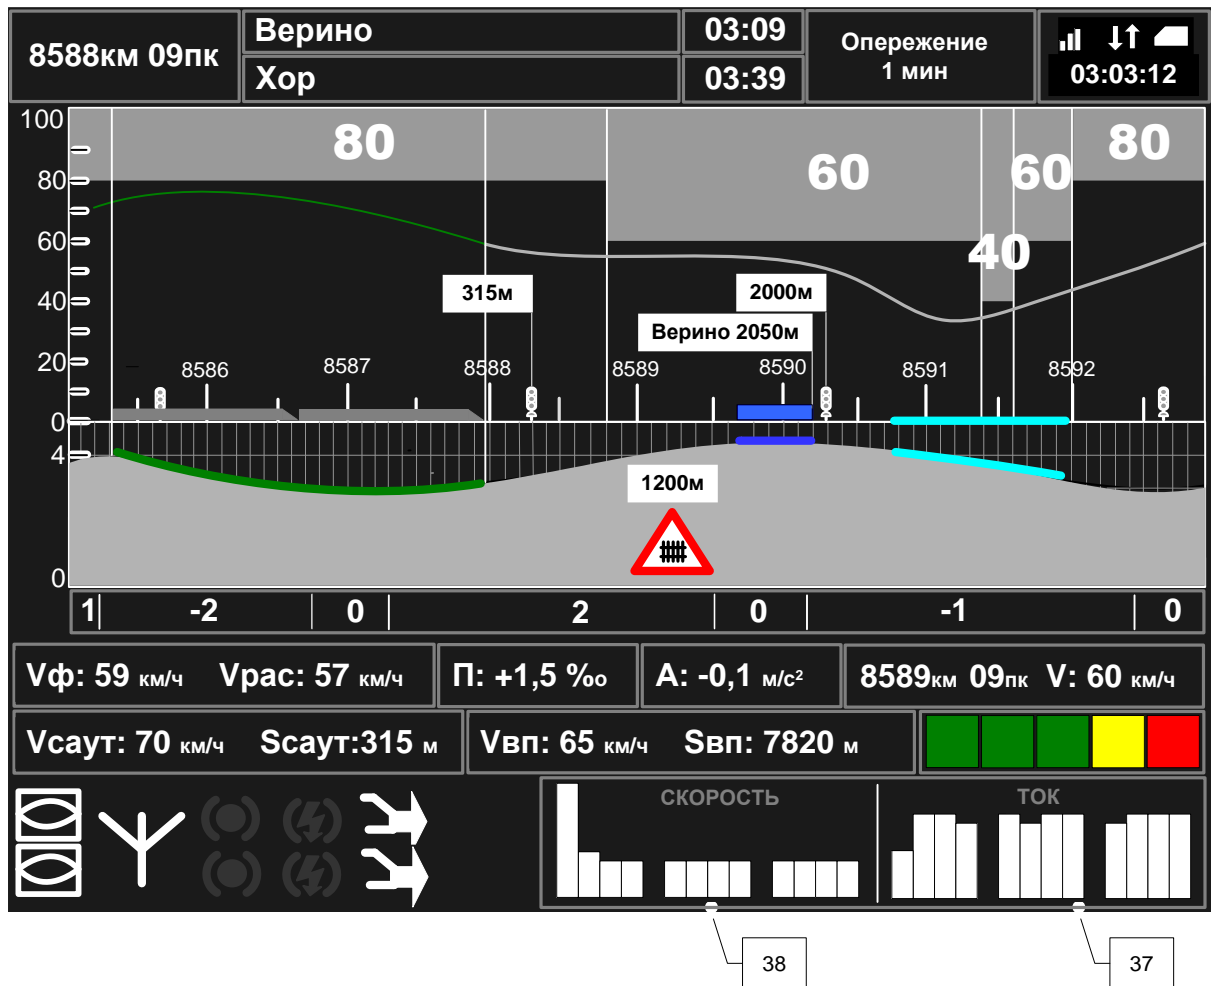 8588км 09пк
Верино
03:09
Хор
03:39
Опережение
1 мин
03:03:12
100
80
60
40
20
0
4
0
80
60
60
80
40
315м
2000м
Верино 2050м
8586
8587
8588
8589
8590
8591
8592
1200м
1
-2
0
2
0
-1
0
Vф: 59 км/ч Vрас: 57 км/ч
П: +1,5 ‰
А: -0,1 м/с²
8589км 09пк V: 60 км/ч
Vсаут: 70 км/ч Sсаут:315 м
Vвп: 65 км/ч Sвп: 7820 м
СКОРОСТЬ
ТОК
38
37